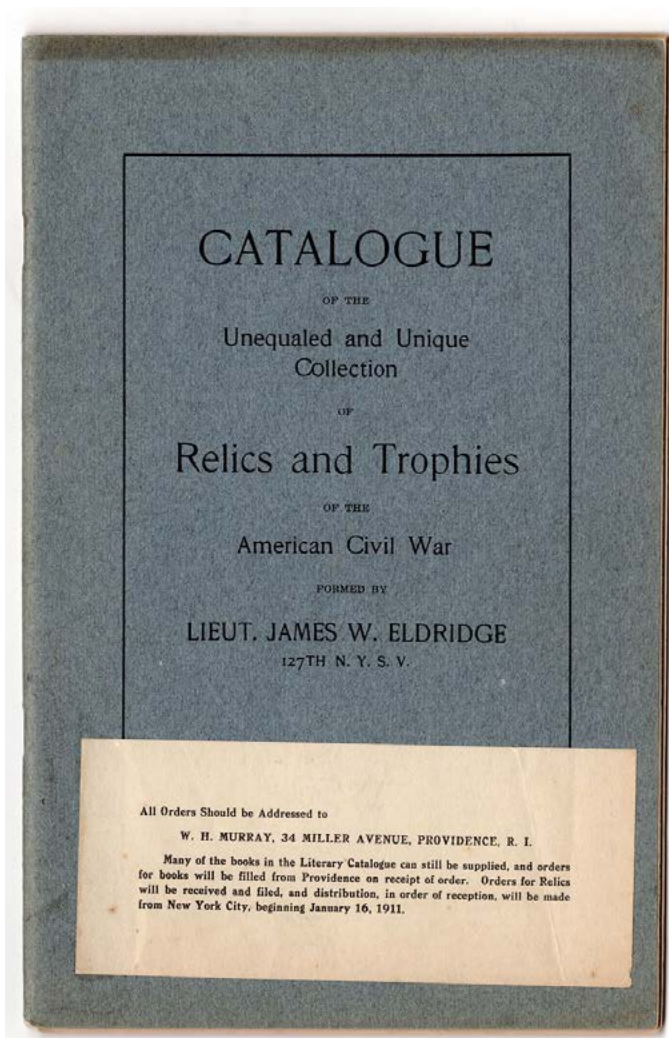 CATALOGUE
OF THE
Unequaled and Unique
Collection
OF
Relics and Trophies
OF THE
American Civil War
FORMED BY
LIEUT. JAMES W. ELDRIDGE
127TH N. Y. S. V.
All Orders Should be Addressed to
W. H. MURRAY, 34 MILLER AVENUE, PROVIDENCE, R. I.
Many of the books in the Literary Catalogue can still be supplied, and orders
for books will be filled from Providence on receipt of order. Orders for Relics
will be received and filed, and distribution, in order of reception, will be made
from New York City, beginning January 16, 1911.